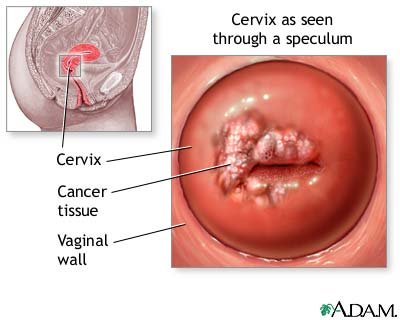 Cervix as seen
through a speculum
Cervix
Cancer
tissue
Vaginal
wall
A.D.A.M.